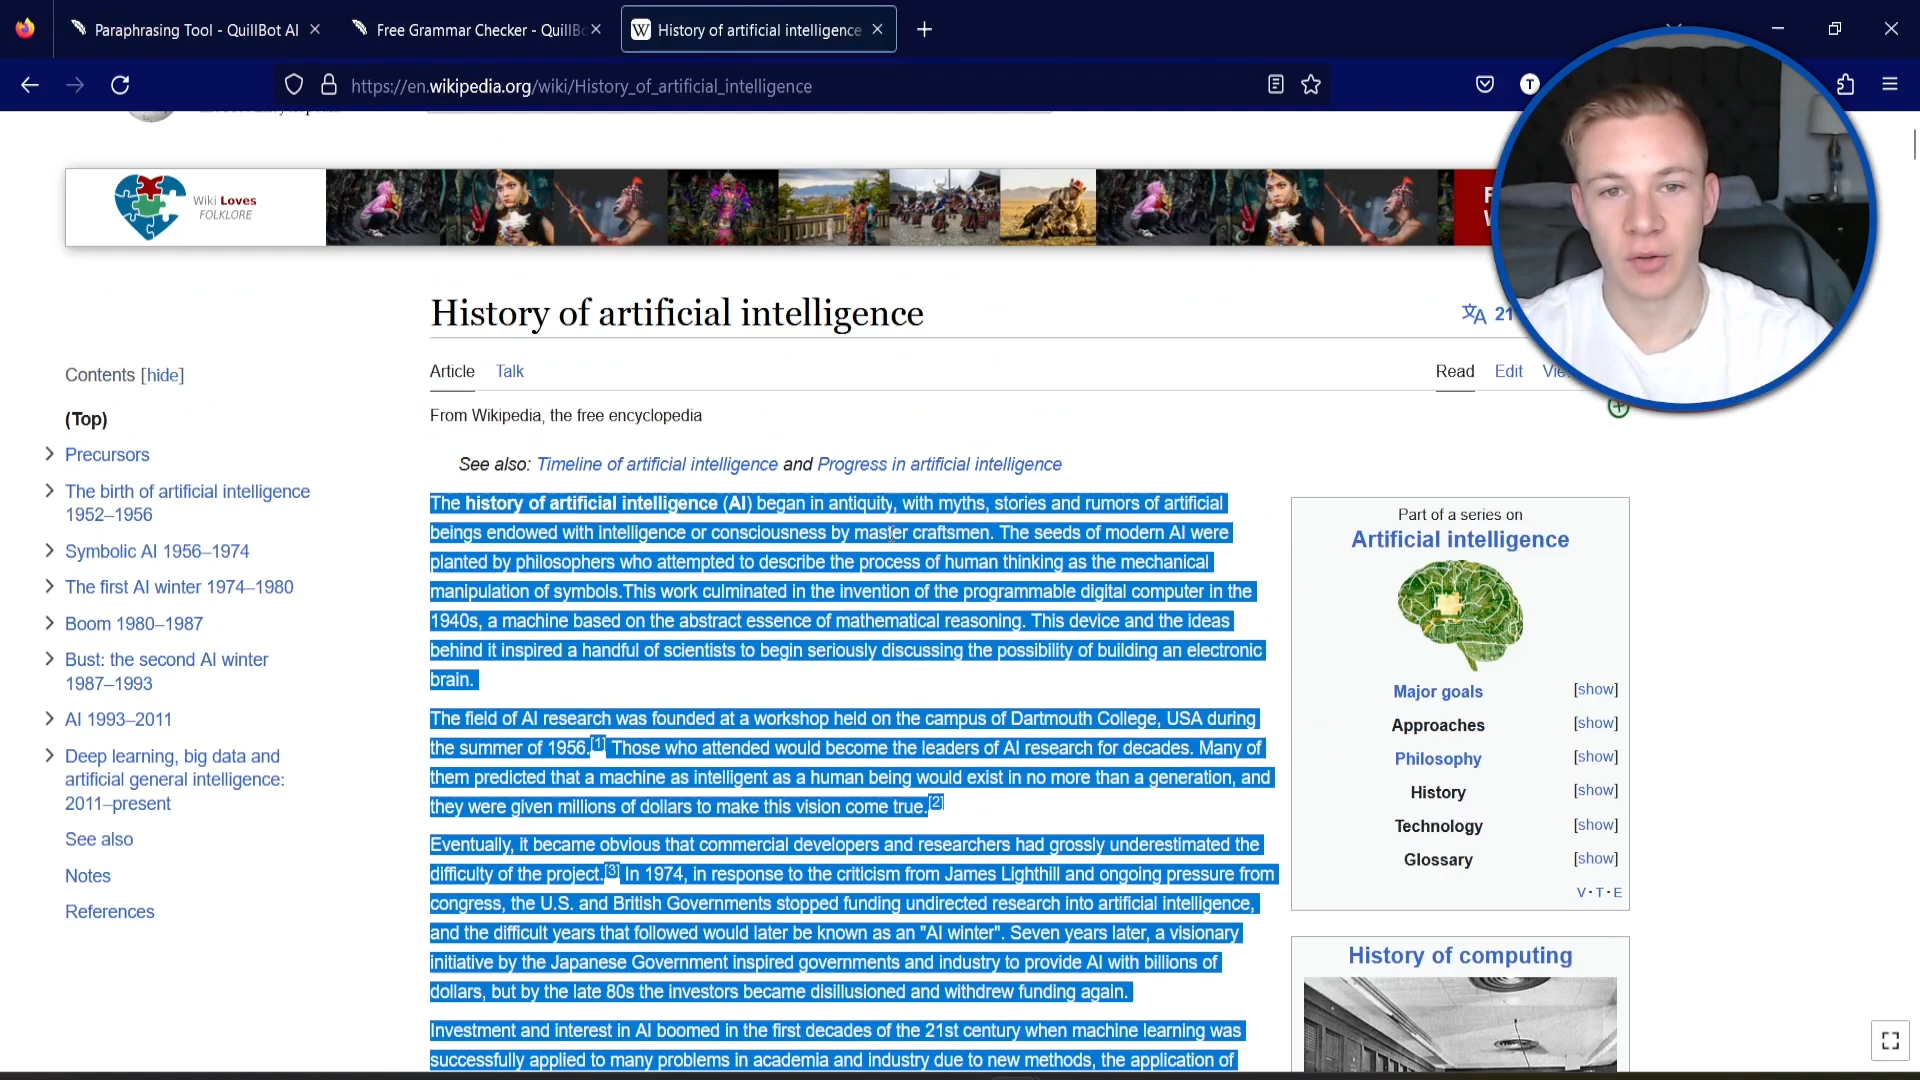 Paraphrasing Tool - QuillBot AI
Free Grammar Checker - QuillBo
History of artificial intelligence
https://en.wikipedia.org/wiki/History_of_artificial_intelligence
T
Wiki Loves
FOLKLORE
History of artificial intelligence
文A 21
Article
Talk
Read
Edit
Vie
From Wikipedia, the free encyclopedia
Contents [hide]
(Top)
Precursors
The birth of artificial intelligence
1952–1956
Symbolic AI 1956–1974
The first AI winter 1974–1980
Boom 1980–1987
Bust: the second AI winter
1987–1993
AI 1993–2011
Deep learning, big data and
artificial general intelligence:
2011–present
See also
Notes
References
See also: Timeline of artificial intelligence and Progress in artificial intelligence
The history of artificial intelligence (AI) began in antiquity, with myths, stories and rumors of artificial
beings endowed with intelligence or consciousness by master craftsmen. The seeds of modern AI were
planted by philosophers who attempted to describe the process of human thinking as the mechanical
manipulation of symbols.This work culminated in the invention of the programmable digital computer in the
1940s, a machine based on the abstract essence of mathematical reasoning. This device and the ideas
behind it inspired a handful of scientists to begin seriously discussing the possibility of building an electronic
brain.
The field of AI research was founded at a workshop held on the campus of Dartmouth College, USA during
the summer of 1956.[1] Those who attended would become the leaders of AI research for decades. Many of
them predicted that a machine as intelligent as a human being would exist in no more than a generation, and
they were given millions of dollars to make this vision come true.[2]
Eventually, it became obvious that commercial developers and researchers had grossly underestimated the
difficulty of the project.[3] In 1974, in response to the criticism from James Lighthill and ongoing pressure from
congress, the U.S. and British Governments stopped funding undirected research into artificial intelligence,
and the difficult years that followed would later be known as an "AI winter". Seven years later, a visionary
initiative by the Japanese Government inspired governments and industry to provide AI with billions of
dollars, but by the late 80s the investors became disillusioned and withdrew funding again.
Investment and interest in AI boomed in the first decades of the 21st century when machine learning was
successfully applied to many problems in academia and industry due to new methods, the application of
Part of a series on
Artificial intelligence
Major goals [show]
Approaches [show]
Philosophy [show]
History [show]
Technology [show]
Glossary [show]
V·T·E
History of computing